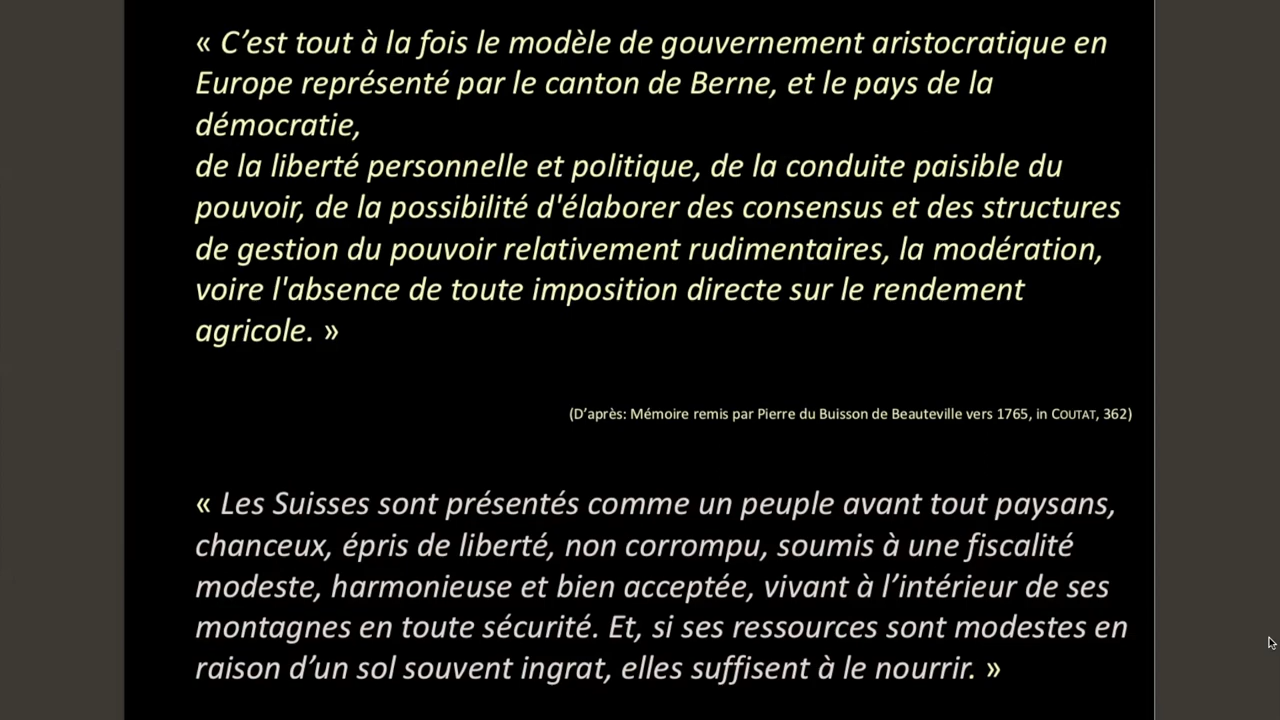 « C’est tout à la fois le modèle de gouvernement aristocratique en
Europe représenté par le canton de Berne, et le pays de la
démocratie,
de la liberté personnelle et politique, de la conduite paisible du
pouvoir, de la possibilité d'élaborer des consensus et des structures
de gestion du pouvoir relativement rudimentaires, la modération,
voire l'absence de toute imposition directe sur le rendement
agricole. »
(D’après: Mémoire remis par Pierre du Buisson de Beauteville vers 1765, in COUTAT, 362)
« Les Suisses sont présentés comme un peuple avant tout paysans,
chanceux, épris de liberté, non corrompu, soumis à une fiscalité
modeste, harmonieuse et bien acceptée, vivant à l’intérieur de ses
montagnes en toute sécurité. Et, si ses ressources sont modestes en
raison d’un sol souvent ingrat, elles suffisent à le nourrir. »